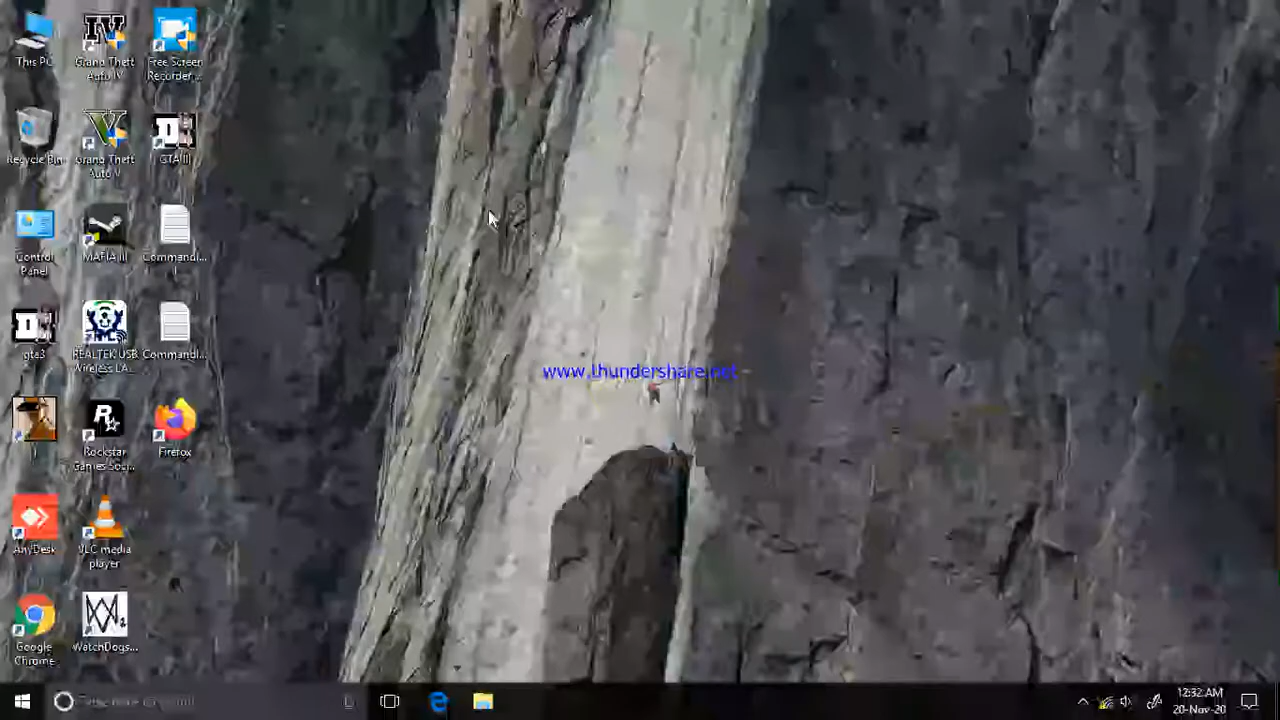 This PC
Grand Theft
Auto IV
Free Screen
Recorder ...
Recycle Bin
Grand Theft
Auto V
GTA III
Control
Panel
MAFIA III
Commandl...
gta3
REALTEK USB
Wireless LA...
Commandl...
www.thundershare.net
Rockstar
Games Soci...
Firefox
AnyDesk
VLC media
player
Google
Chrome
WatchDogs...
12:32 AM
20-Nov-20